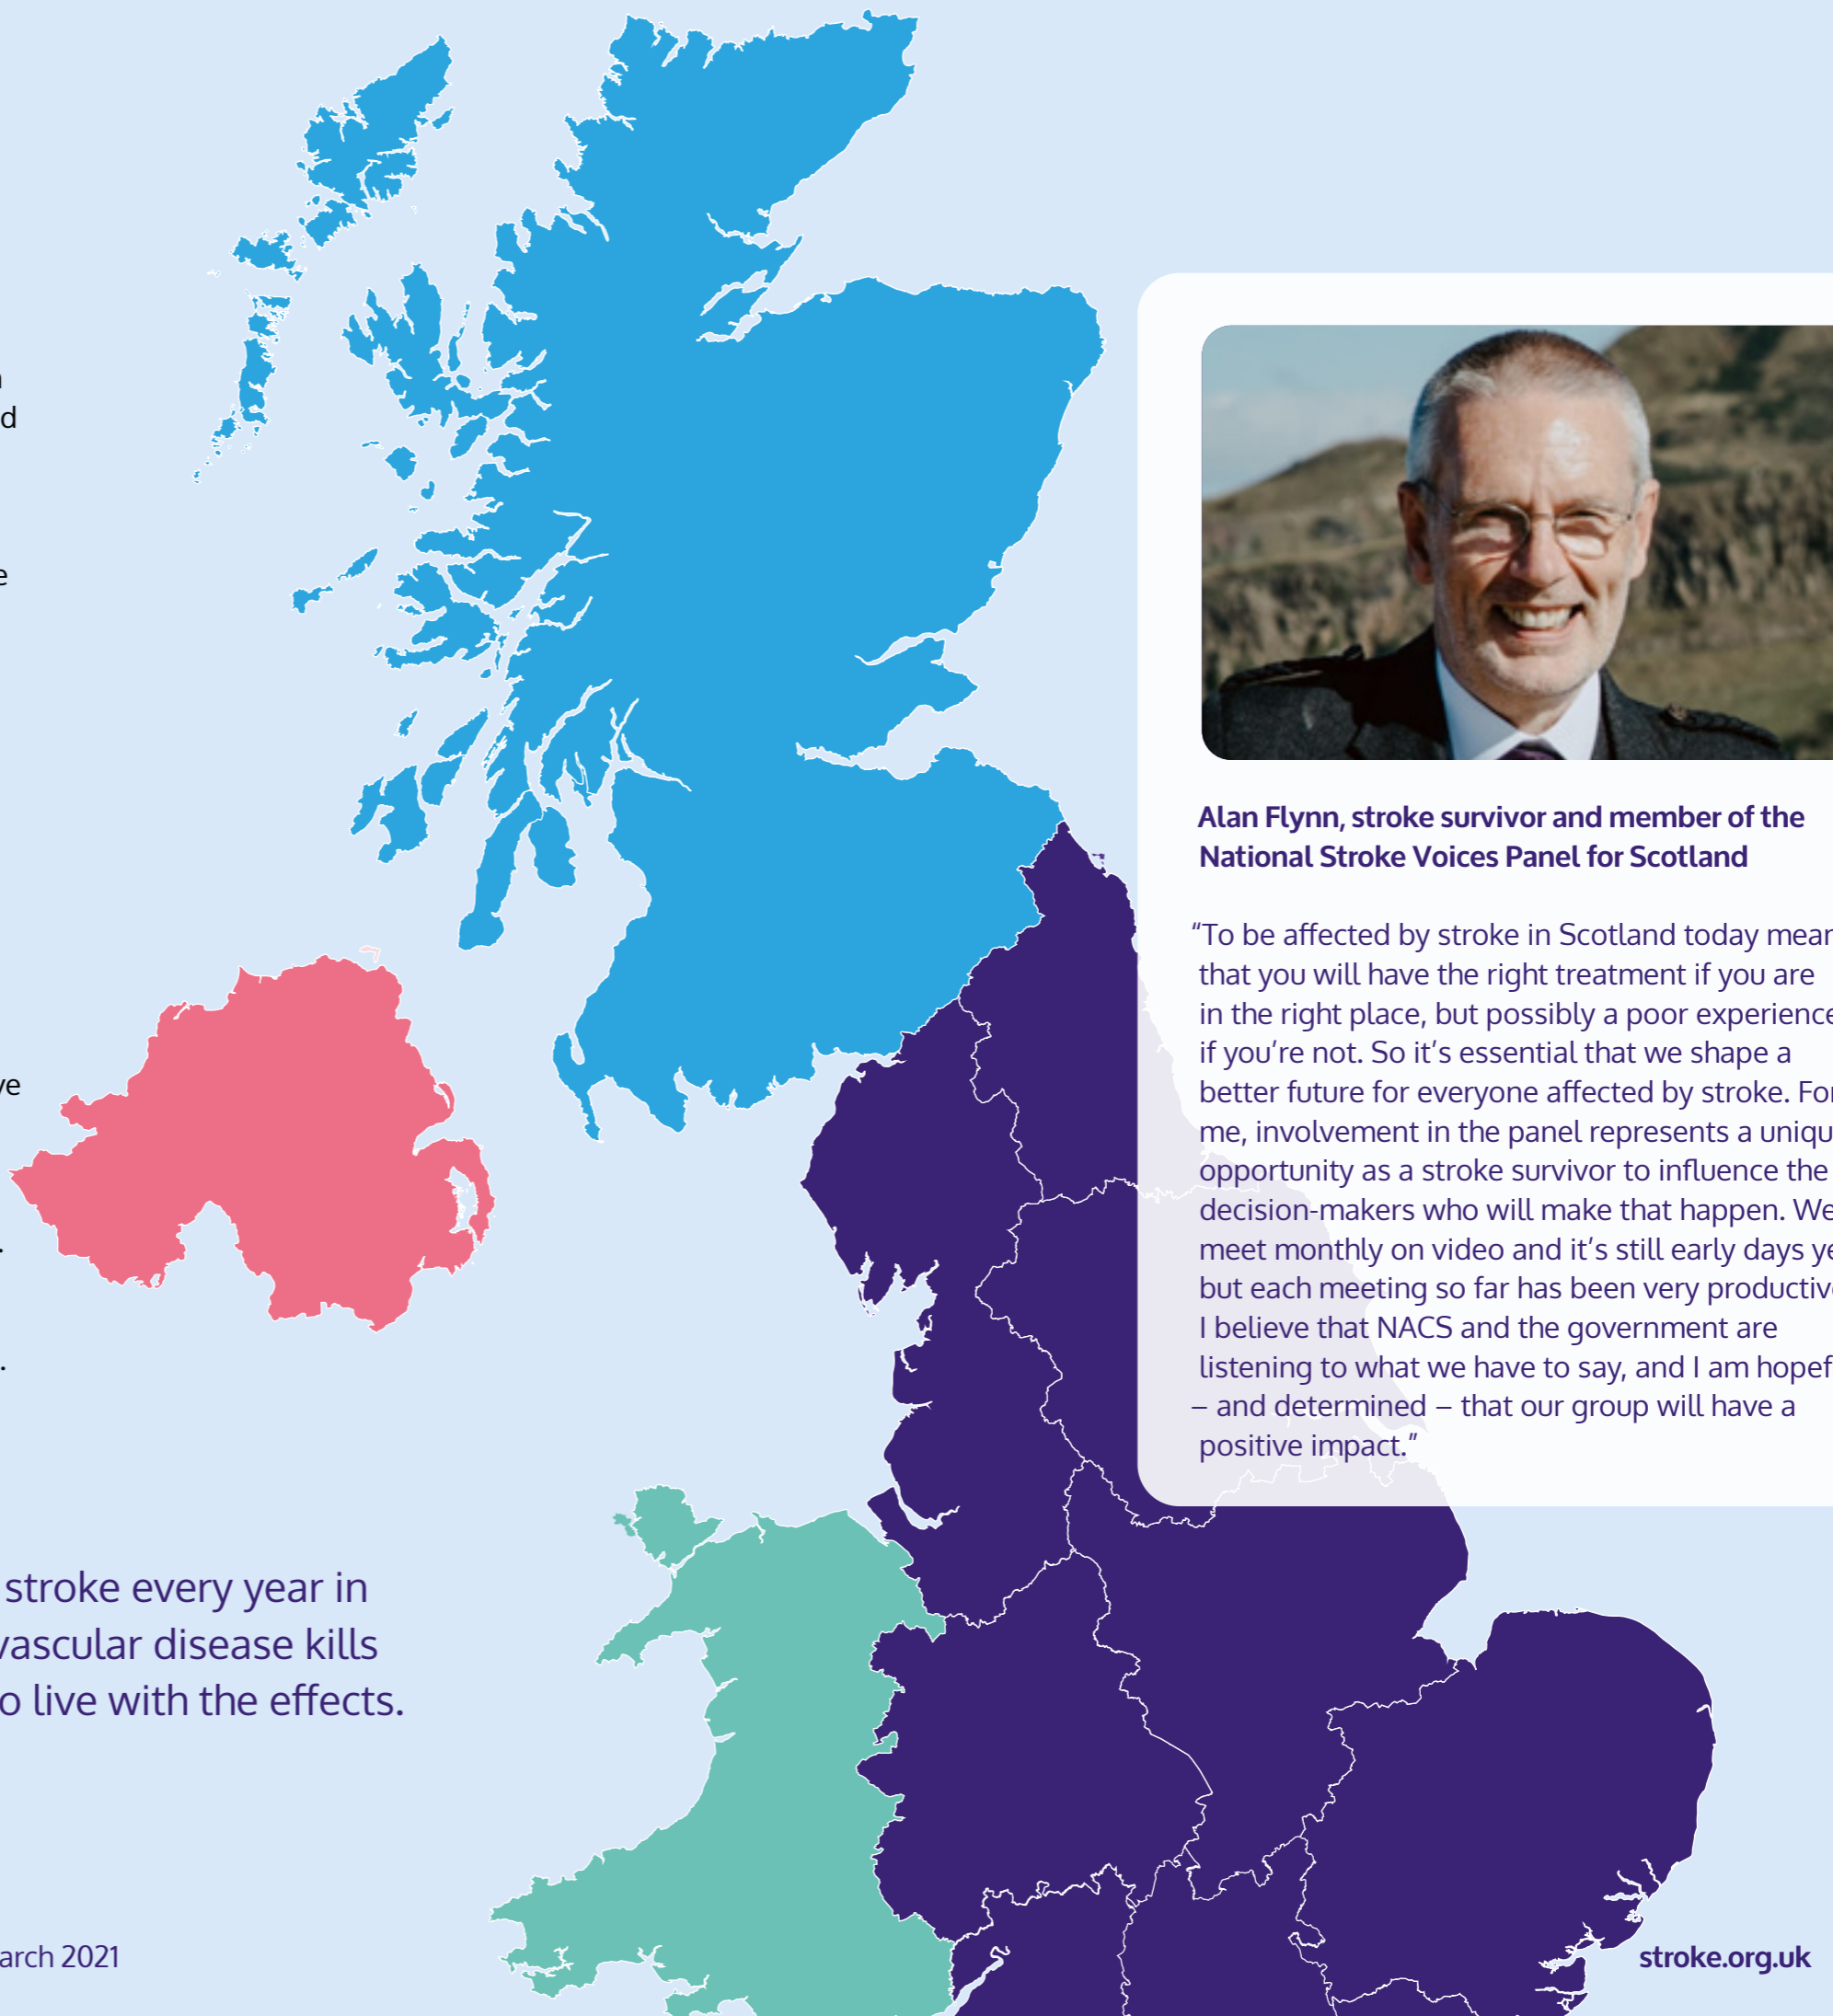 d
e
ve
.
.
stroke every year in
vascular disease kills
o live with the effects.
arch 2021
Alan Flynn, stroke survivor and member of the
National Stroke Voices Panel for Scotland
“To be affected by stroke in Scotland today mean
that you will have the right treatment if you are
in the right place, but possibly a poor experience
if you’re not. So it’s essential that we shape a
better future for everyone affected by stroke. For
me, involvement in the panel represents a uniqu
opportunity as a stroke survivor to influence the
decision-makers who will make that happen. We
meet monthly on video and it’s still early days ye
but each meeting so far has been very productive
I believe that NACS and the government are
listening to what we have to say, and I am hopef
– and determined – that our group will have a
positive impact.”
stroke.org.uk